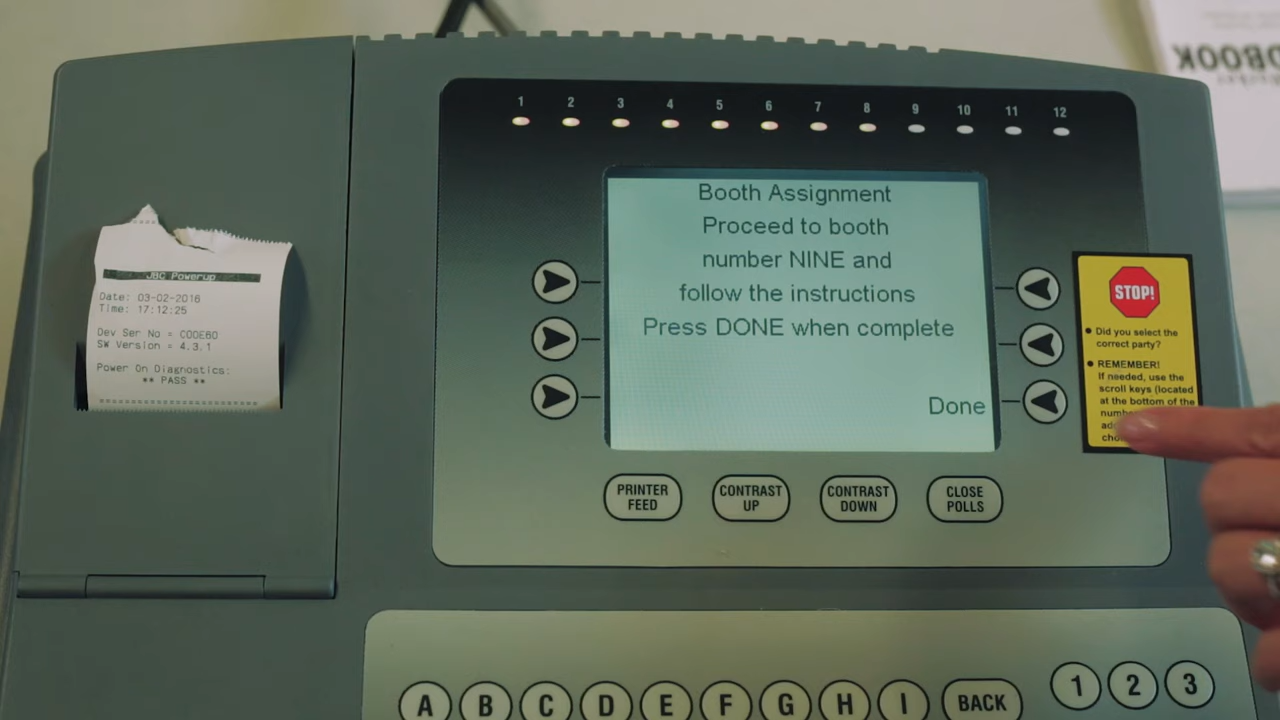 DBOOK
1 2 3 4 5 6 7 8 9 10 11 12
Booth Assignment
Proceed to booth
number NINE and
follow the instructions
Press DONE when complete
Done
JBC Powerup
Date: 03-02-2016
Time: 17:12:25
Dev Ser No = C00E60
SW Version = 4.3.1
Power On Diagnostics:
** PASS **
STOP!
• Did you select the
correct party?
• REMEMBER!
If needed, use the
scroll keys (located
at the bottom of the
PRINTER
FEED
CONTRAST
UP
CONTRAST
DOWN
CLOSE
POLLS
A B C D E F G H I BACK 1 2 3